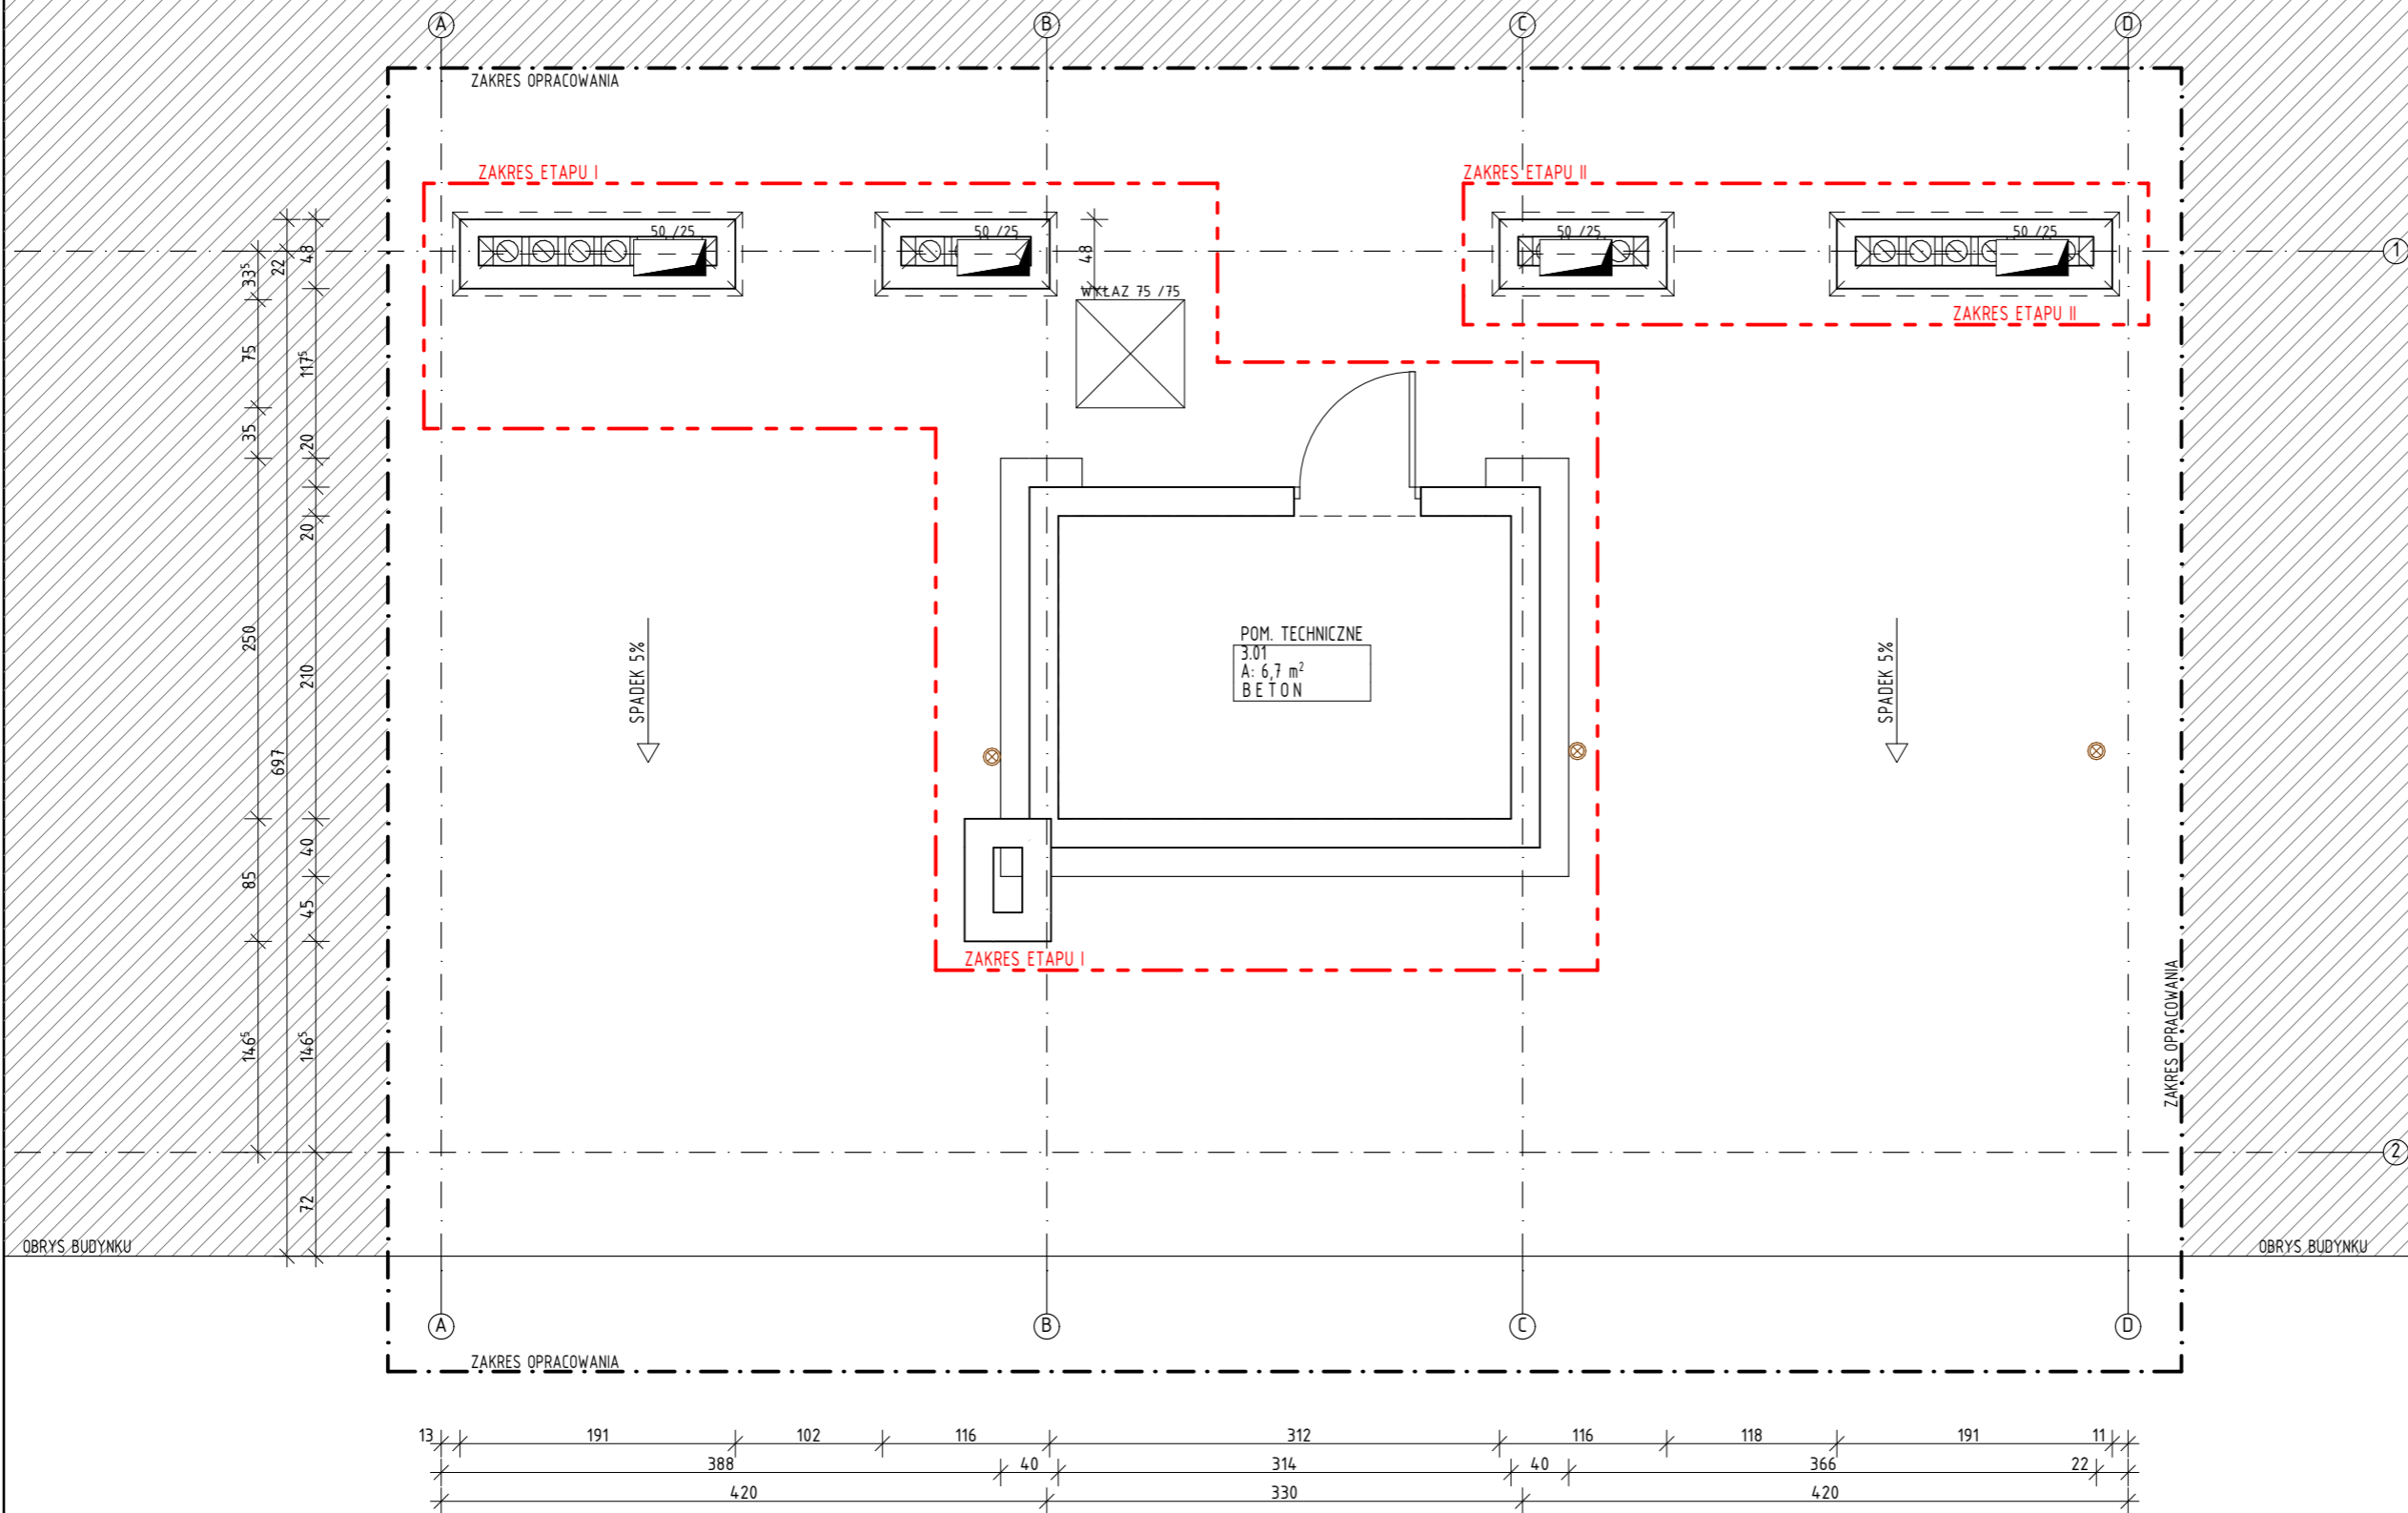 A B C D
ZAKRES OPRACOWANIA
ZAKRES ETAPU I
ZAKRES ETAPU II
50 /25
50 /25
50 /25
50 /25
1
48
WYŁAZ 75 /75
ZAKRES ETAPU II
33⁵
75
35
250
85
146⁵
22
697
48
117⁵
20
20
210
40
45
146⁵
72
POM. TECHNICZNE
3.01
A: 6,7 m²
BETON
SPADEK 5%
SPADEK 5%
ZAKRES ETAPU I
ZAKRES OPRACOWANIA
2
OBRYS BUDYNKU
OBRYS BUDYNKU
A B C D
ZAKRES OPRACOWANIA
13 191 102 116 312 116 118 191 11
388 40 314 40 366 22
420 330 420